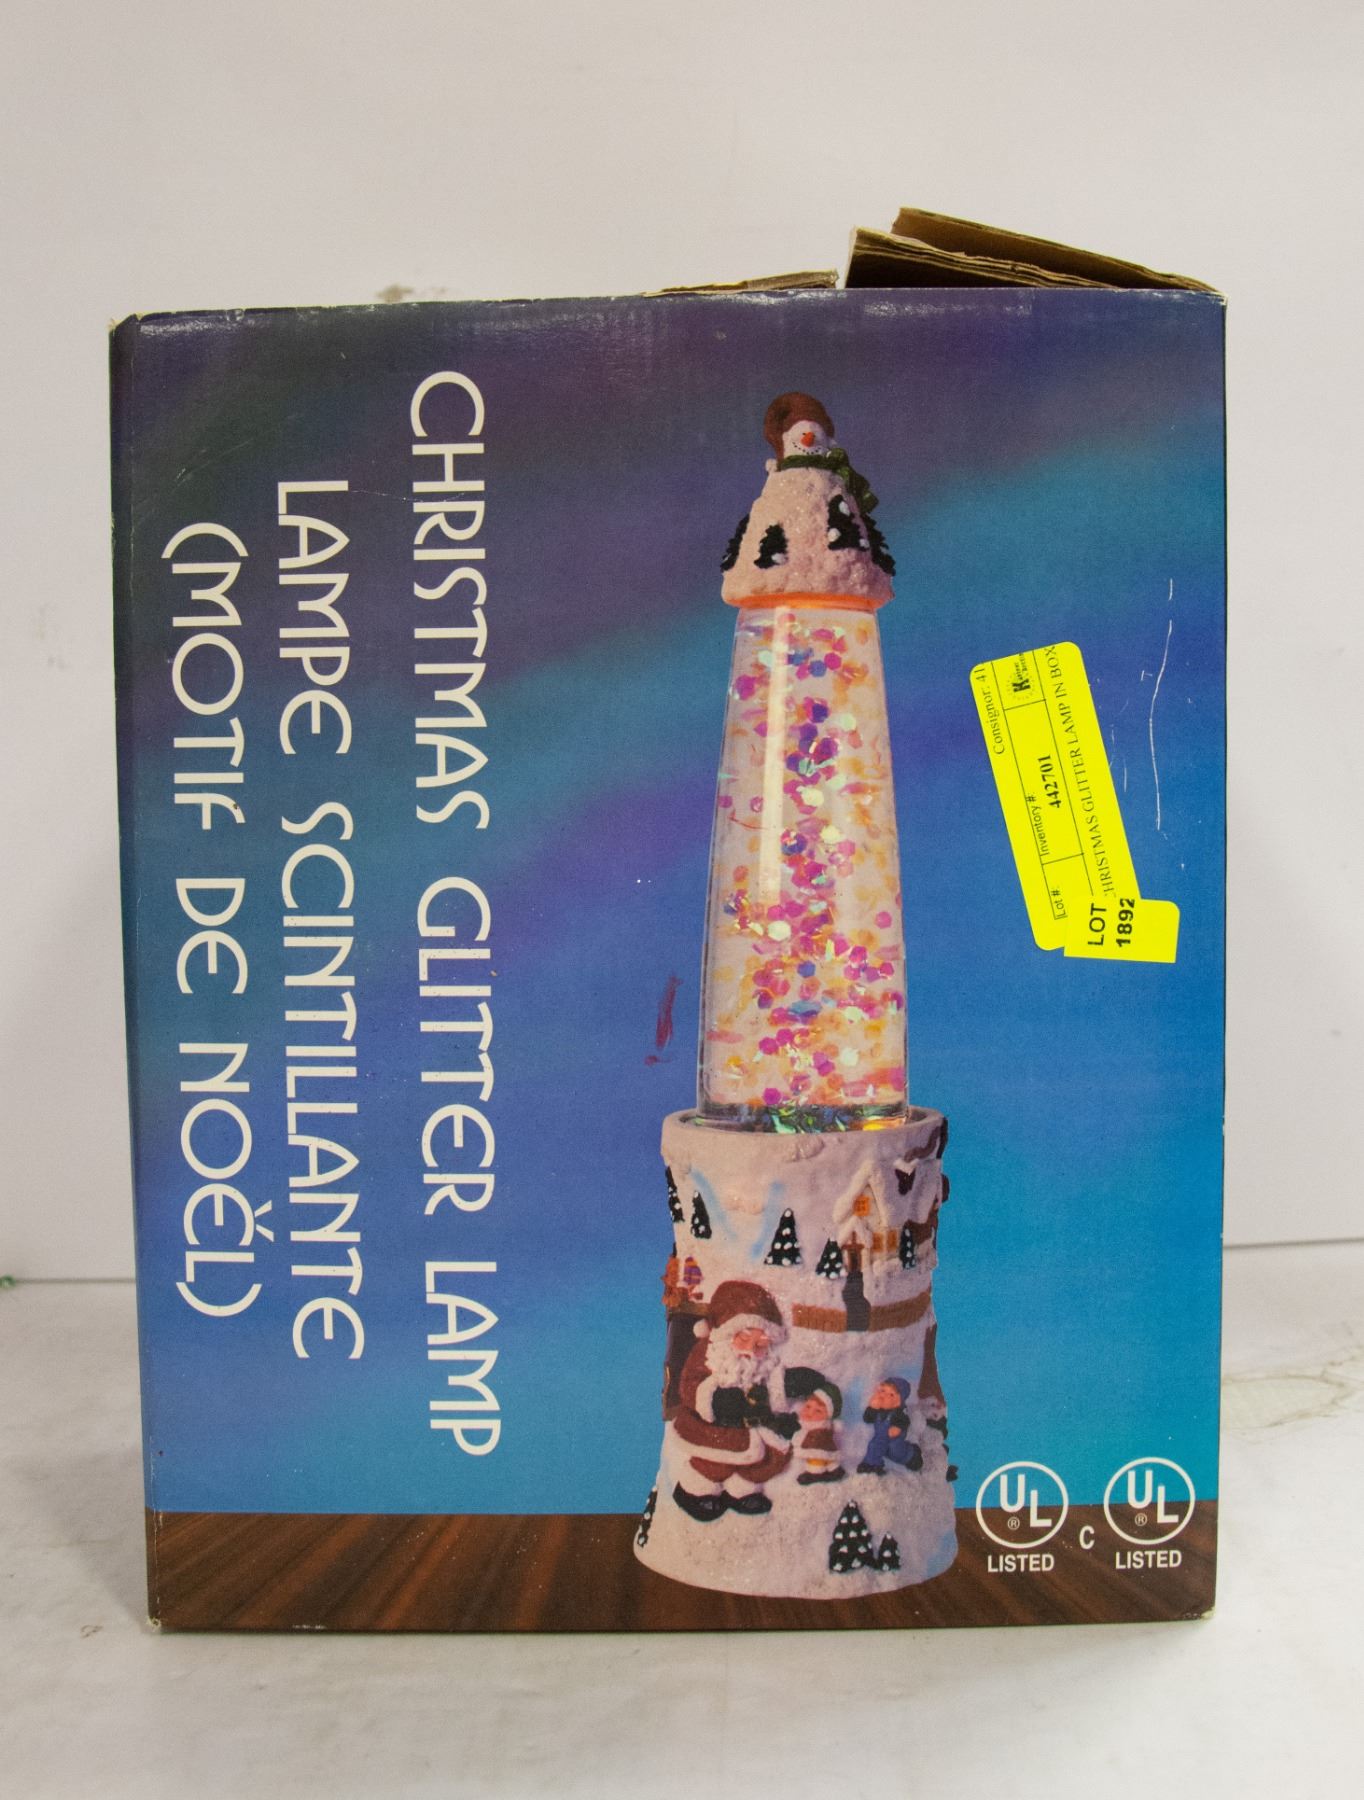 CHRISTMAS GLITTER LAMP
LAMPE SCINTILLANTE
(MOTIF DE NOËL)
Consignor: 41
Lot #:
Inventory #:
442701
CHRISTMAS GLITTER LAMP IN BOX
LOT
1892
UL
®
LISTED
C
UL
®
LISTED